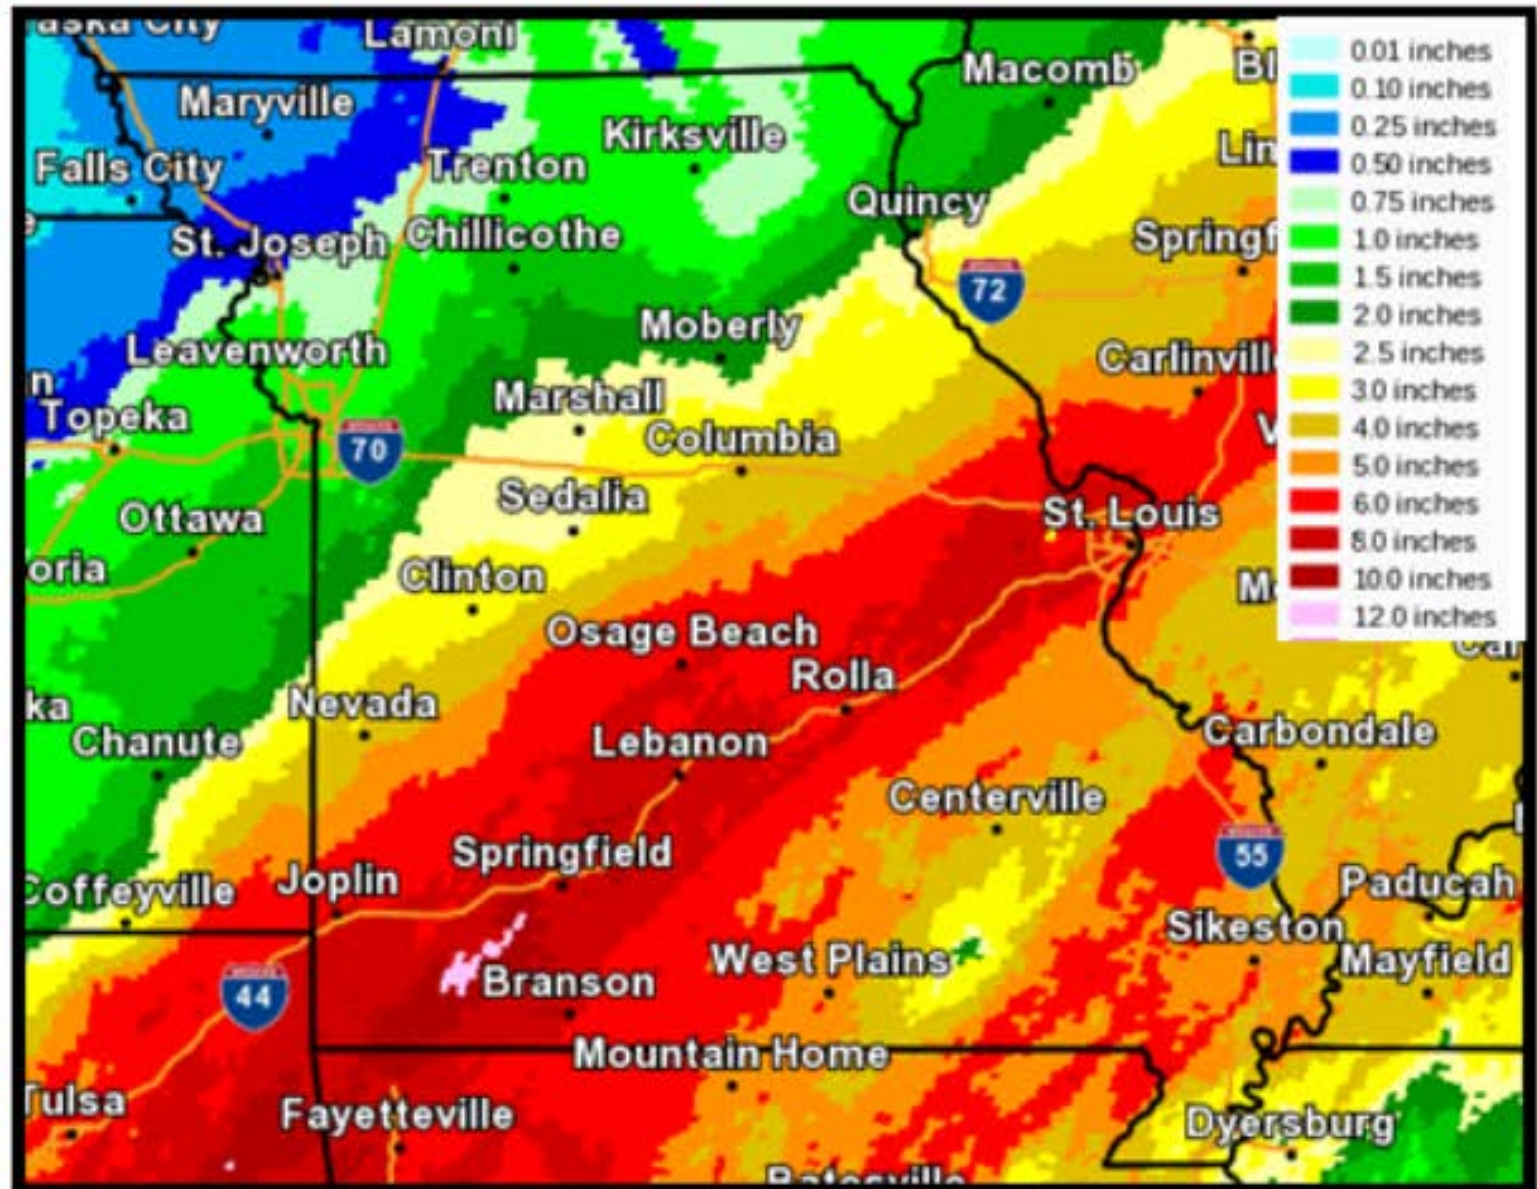 Lamoni
Macomb
Maryville
Kirksville
Falls City
Trenton
Quincy
St. Joseph
Chillicothe
72
Moberly
Leavenworth
Marshall
Topeka
Columbia
70
Sedalia
St. Louis
Ottawa
Clinton
Osage Beach
Rolla
Nevada
Carbondale
Chanute
Lebanon
Centerville
Springfield
55
Joplin
Coffeyville
Paducah
Sikeston
West Plains
Mayfield
Branson
44
Mountain Home
Tulsa
Fayetteville
Dyersburg
Batesville
0.01 inches
0.10 inches
0.25 inches
0.50 inches
0.75 inches
1.0 inches
1.5 inches
2.0 inches
2.5 inches
3.0 inches
4.0 inches
5.0 inches
6.0 inches
8.0 inches
10.0 inches
12.0 inches